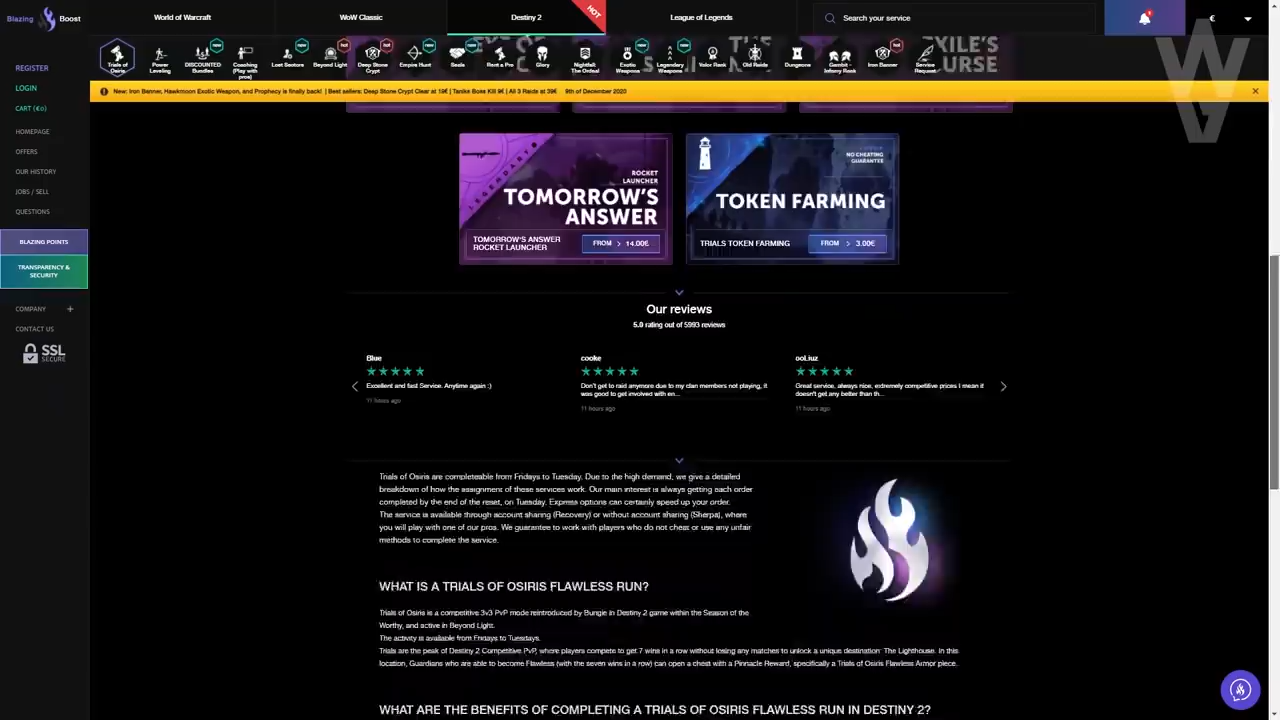 Blazing Boost
World of Warcraft
WoW Classic
Destiny 2
HOT
League of Legends
Search your service
€
Trials of Osiris
Power Leveling
new
DISCOUNTED Bundles
Coaching (Play with pros)
new
Lost Sectors
hot
Beyond Light
hot
Deep Stone Crypt
new
Empire Hunt
new
Seals
Rent a Pro
Glory
Nightfall: The Ordeal
new
Exotic Weapons
new
Legendary Weapons
Valor Rank
Old Raids
Dungeons
Gambit - Infamy Rank
hot
Iron Banner
Service Request
THE
EXILE'S
CURSE
W
REGISTER
LOGIN
CART (€0)
HOMEPAGE
OFFERS
OUR HISTORY
JOBS / SELL
QUESTIONS
BLAZING POINTS
TRANSPARENCY &
SECURITY
COMPANY +
CONTACT US
SSL
SECURE
New: Iron Banner, Hawkmoon Exotic Weapon, and Prophecy is finally back! | Best sellers: Deep Stone Crypt Clear at 19€ | Taniks Boss Kill 9€ | All 3 Raids at 39€ 9th of December 2020
LEGENDARY
ROCKET
LAUNCHER
TOMORROW'S
ANSWER
TOMORROW'S ANSWER
ROCKET LAUNCHER
FROM > 14.00€
NO CHEATING
GUARANTEE
TOKEN FARMING
TRIALS TOKEN FARMING
FROM > 3.00€
Our reviews
5.0 rating out of 5993 reviews
Blue
Excellent and fast Service. Anytime again :)
11 hours ago
cooke
Don't get to raid anymore due to my clan members not playing, it
was good to get involved with en...
11 hours ago
ooLiuz
Great service, always nice, extremely competitive prices I mean it
doesn't get any better than th...
11 hours ago
Trials of Osiris are completeable from Fridays to Tuesday. Due to the high demand, we give a detailed
breakdown of how the assignment of these services work. Our main interest is always getting each order
completed by the end of the reset, on Tuesday. Express options can certainly speed up your order.
The service is available through account sharing (Recovery) or without account sharing (Sherpa), where
you will play with one of our pros. We guarantee to work with players who do not cheat or use any unfair
methods to complete the service.
WHAT IS A TRIALS OF OSIRIS FLAWLESS RUN?
Trials of Osiris is a competitive 3v3 PvP mode reintroduced by Bungie in Destiny 2 game within the Season of the
Worthy, and active in Beyond Light.
The activity is available from Fridays to Tuesdays.
Trials are the peak of Destiny 2 Competitive PvP, where players compete to get 7 wins in a row without losing any matches to unlock a unique destination: The Lighthouse. In this
location, Guardians who are able to become Flawless (with the seven wins in a row) can open a chest with a Pinnacle Reward, specifically a Trials of Osiris Flawless Armor piece.
WHAT ARE THE BENEFITS OF COMPLETING A TRIALS OF OSIRIS FLAWLESS RUN IN DESTINY 2?